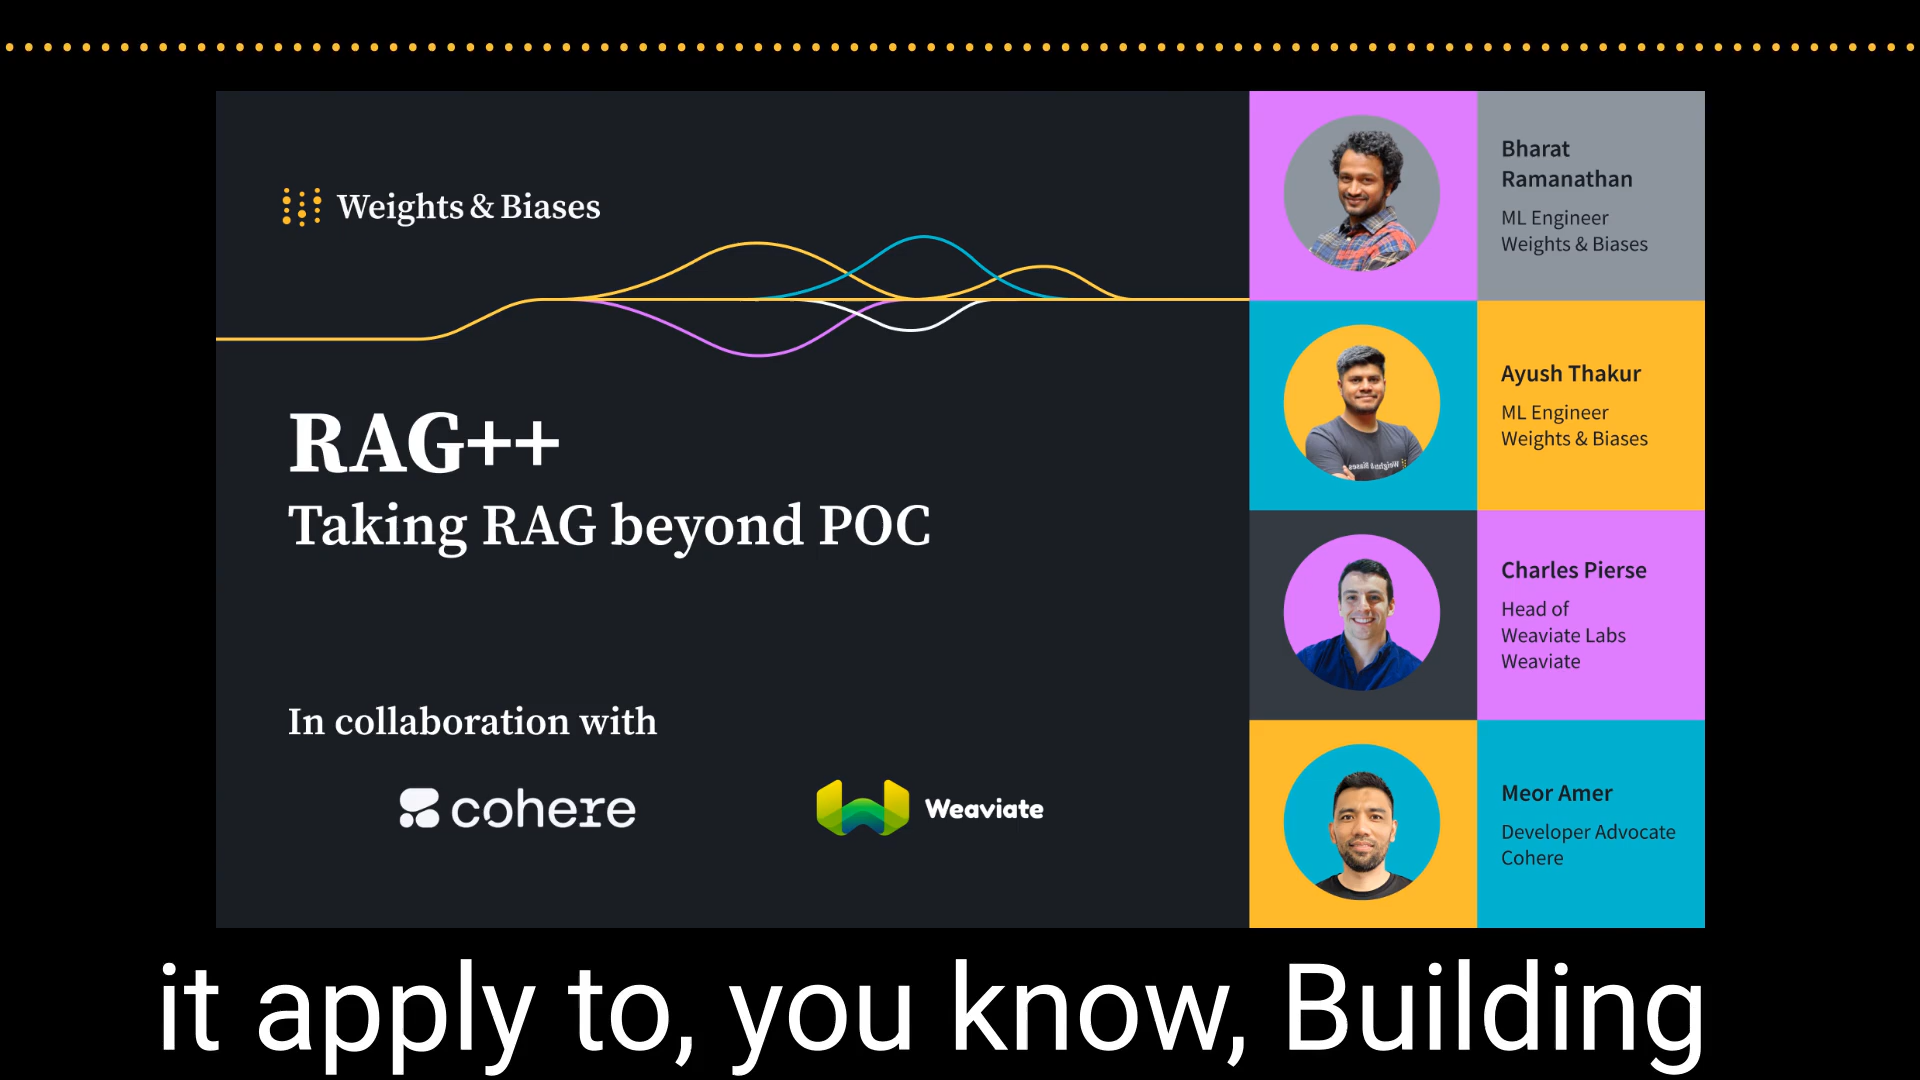 Weights & Biases
RAG++
Taking RAG beyond POC
In collaboration with
cohere
Weaviate
Bharat
Ramanathan
ML Engineer
Weights & Biases
Ayush Thakur
ML Engineer
Weights & Biases
Charles Pierse
Head of
Weaviate Labs
Weaviate
Meor Amer
Developer Advocate
Cohere
it apply to, you know, Building